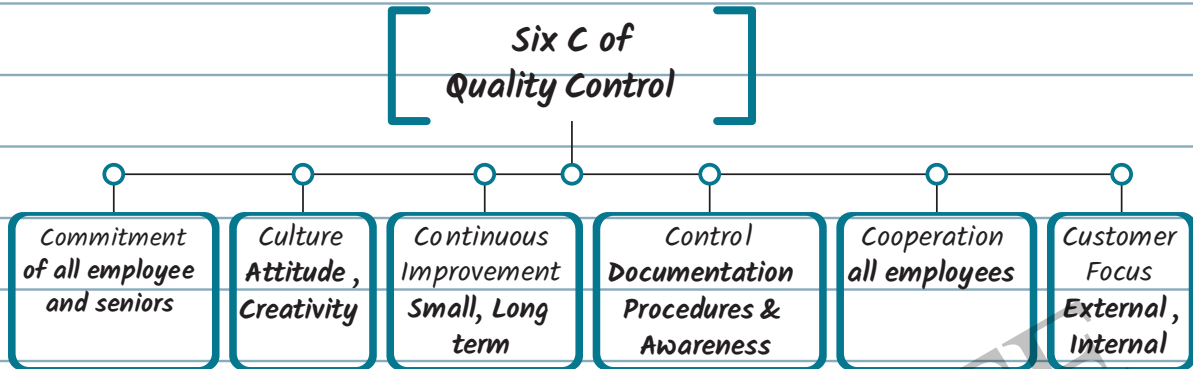 Six C of
Quality Control
Commitment
of all employee
and seniors
Culture
Attitude ,
Creativity
Continuous
Improvement
Small, Long
term
Control
Documentation
Procedures &
Awareness
Cooperation
all employees
Customer
Focus
External ,
Internal